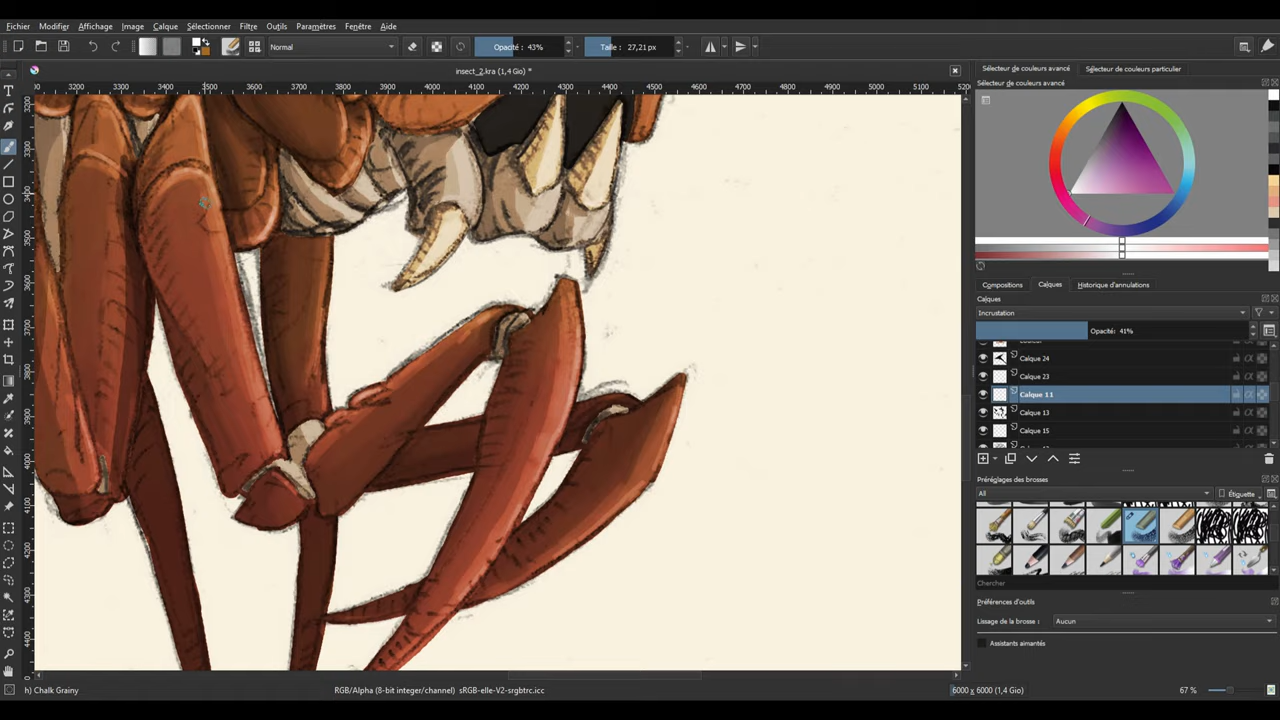 Fichier Modifier Affichage Image Calque Sélectionner Filtre Outils Paramètres Fenêtre Aide
Normal Opacité : 43% Taille : 27,21 px
insect_2.kra (1,4 Gio) *
3200 3300 3400 3500 3600 3700 3800 3900 4000 4100 4200 4300 4400 4500 4600 4700 4800 4900 5000 5100 5200
Sélecteur de couleurs avancé Sélecteur de couleurs particulier
Sélecteur de couleurs avancé
Compositions Calques Historique d'annulations
Calques
Incrustation
Opacité: 41%
Calque 24
Calque 23
Calque 11
Calque 13
Calque 15
Préréglages des brosses
All Étiquette
Chercher
Préférences d'outils
Lissage de la brosse : Aucun
Assistants aimantés
h) Chalk Grainy RGB/Alpha (8-bit integer/channel) sRGB-elle-V2-srgbtrc.icc 6000 x 6000 (1,4 Gio) 67 %